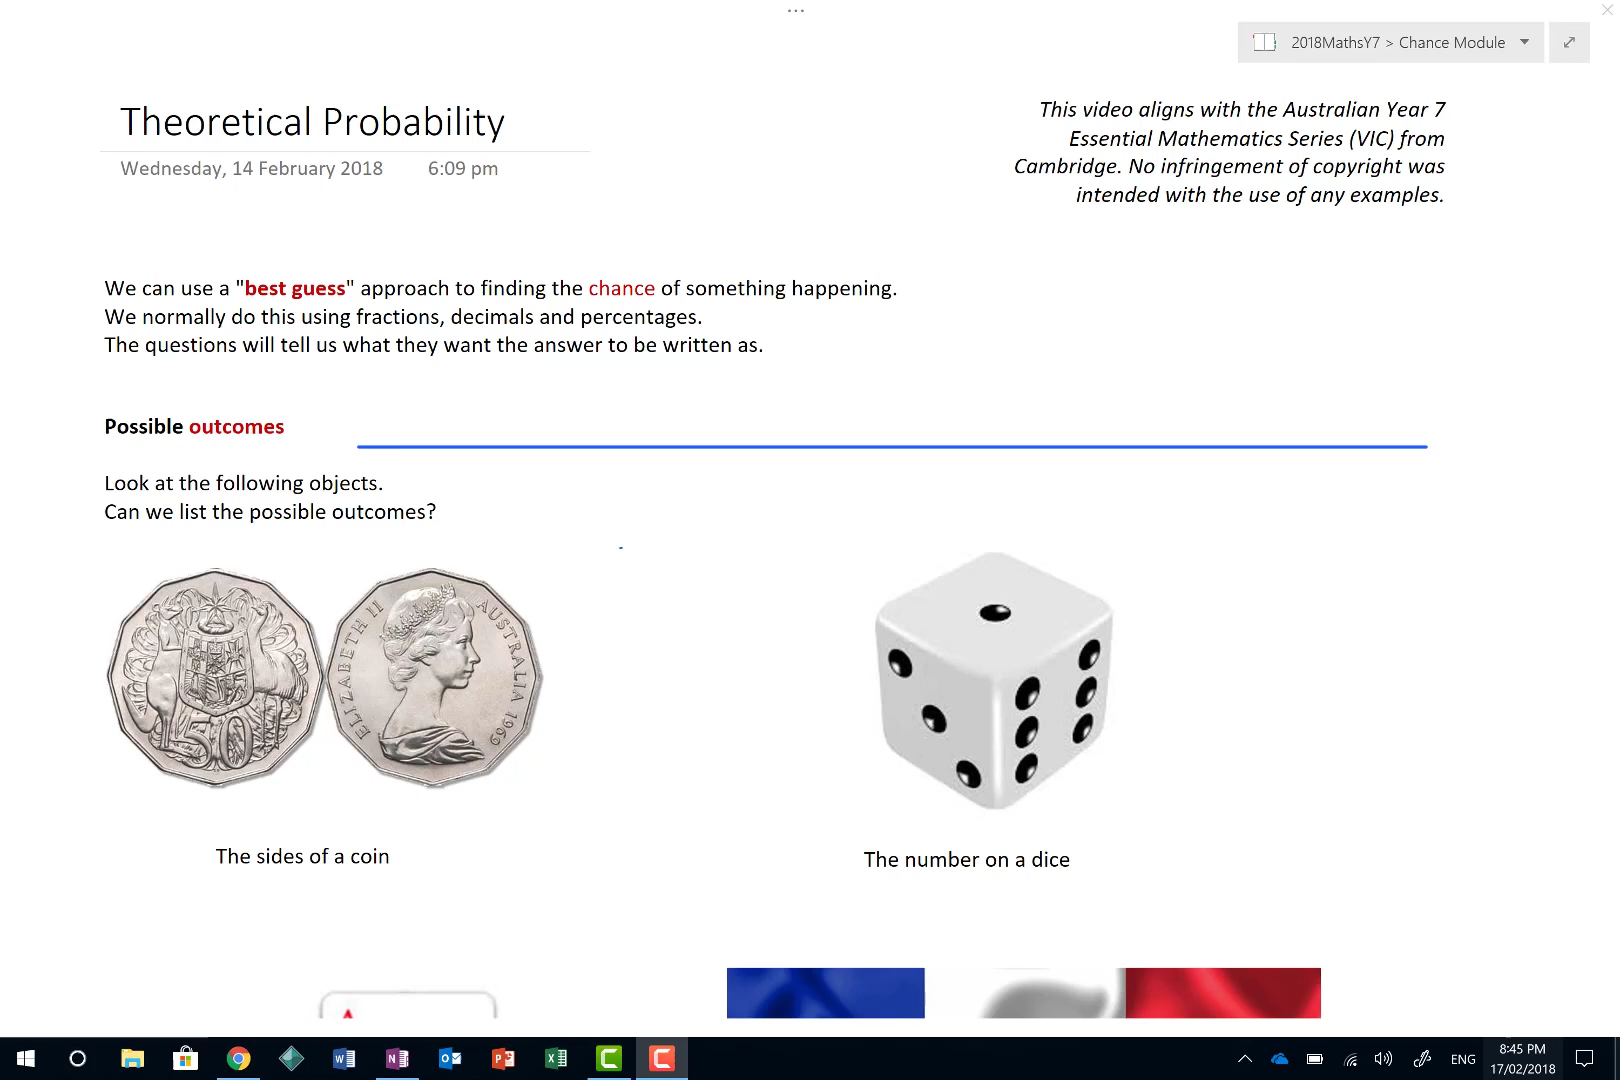 2018MathsY7 > Chance Module
Theoretical Probability
Wednesday, 14 February 2018 6:09 pm
This video aligns with the Australian Year 7
Essential Mathematics Series (VIC) from
Cambridge. No infringement of copyright was
intended with the use of any examples.
We can use a "best guess" approach to finding the chance of something happening.
We normally do this using fractions, decimals and percentages.
The questions will tell us what they want the answer to be written as.
Possible outcomes
Look at the following objects.
Can we list the possible outcomes?
50
ELIZABETH II AUSTRALIA 1969
The sides of a coin
The number on a dice
ENG
8:45 PM
17/02/2018